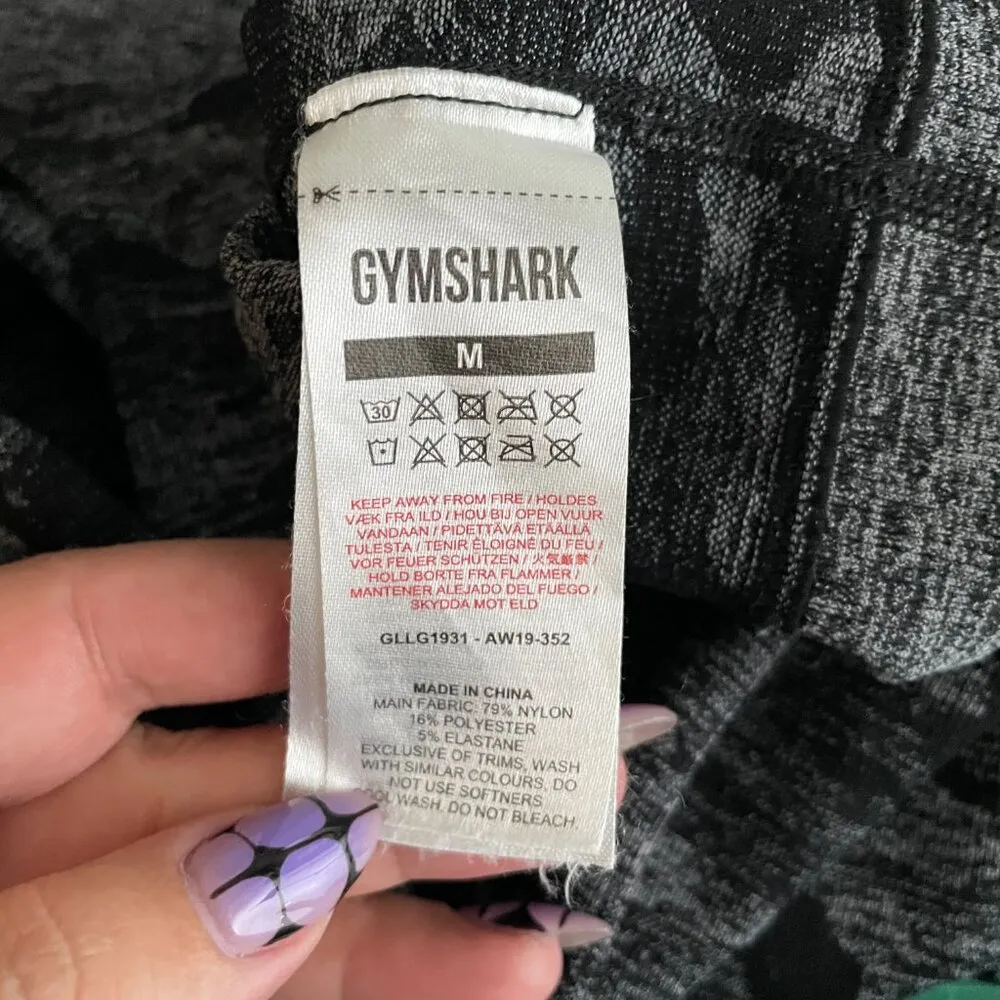 GYMSHARK
M
30
KEEP AWAY FROM FIRE / HOLDES
VÆK FRA ILD / HOU BIJ OPEN VUUR
VANDAAN / PIDETTÄVÄ ETÄÄLLÄ
TULESTA / TENIR ÉLOIGNÉ DU FEU /
VOR FEUER SCHÜTZEN / 火気厳禁 /
HOLD BORTE FRA FLAMMER /
MANTENER ALEJADO DEL FUEGO /
SKYDDA MOT ELD
GLLG1931 - AW19-352
MADE IN CHINA
MAIN FABRIC: 79% NYLON
16% POLYESTER
5% ELASTANE
EXCLUSIVE OF TRIMS, WASH
WITH SIMILAR COLOURS, DO
NOT USE SOFTNERS
WASH. DO NOT BLEACH.